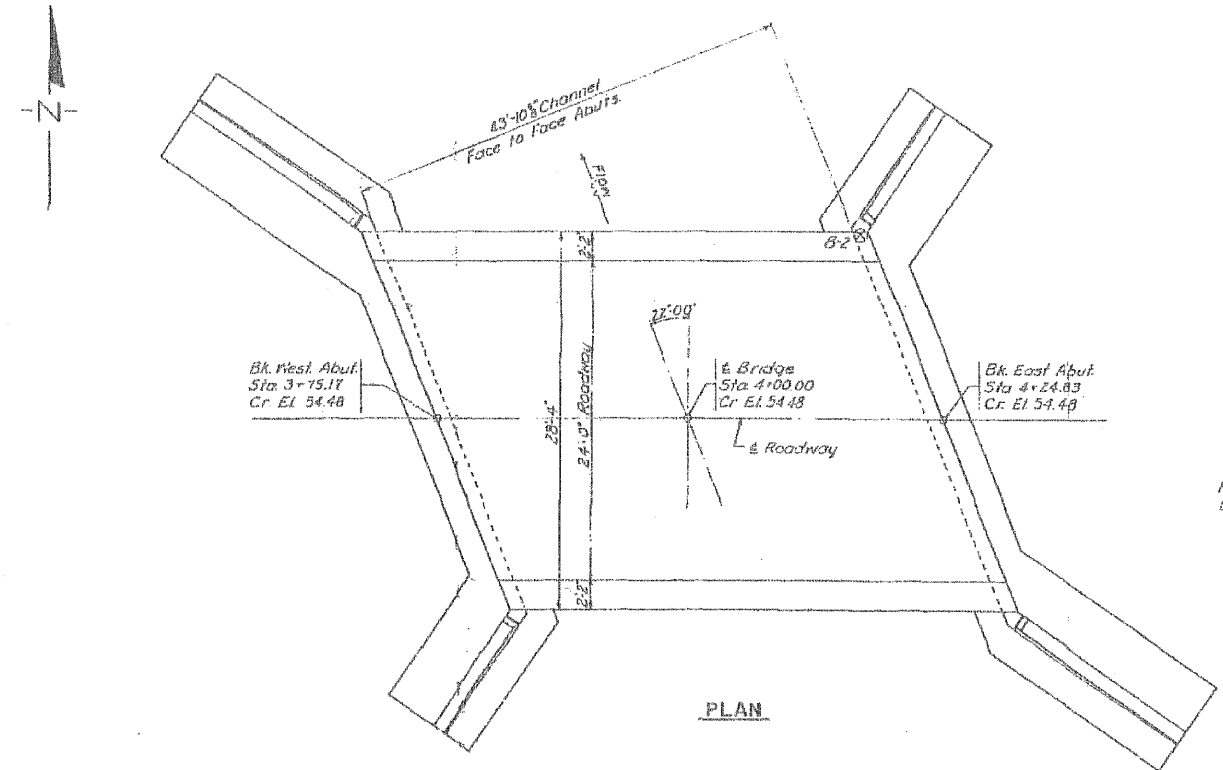 -N-
43'-10⅝" Channel
Face to Face Abuts.
FLOW
B-2
2'-2"
22°-00'
Bk. West Abut.
Sta. 3+75.17
Cr. El. 54.48
28'-4"
24'-0" Roadway
℄ Bridge
Sta. 4+00.00
Cr. El. 54.48
Bk. East Abut.
Sta. 4+24.83
Cr. El. 54.48
℄ Roadway
2'-2"
PLAN